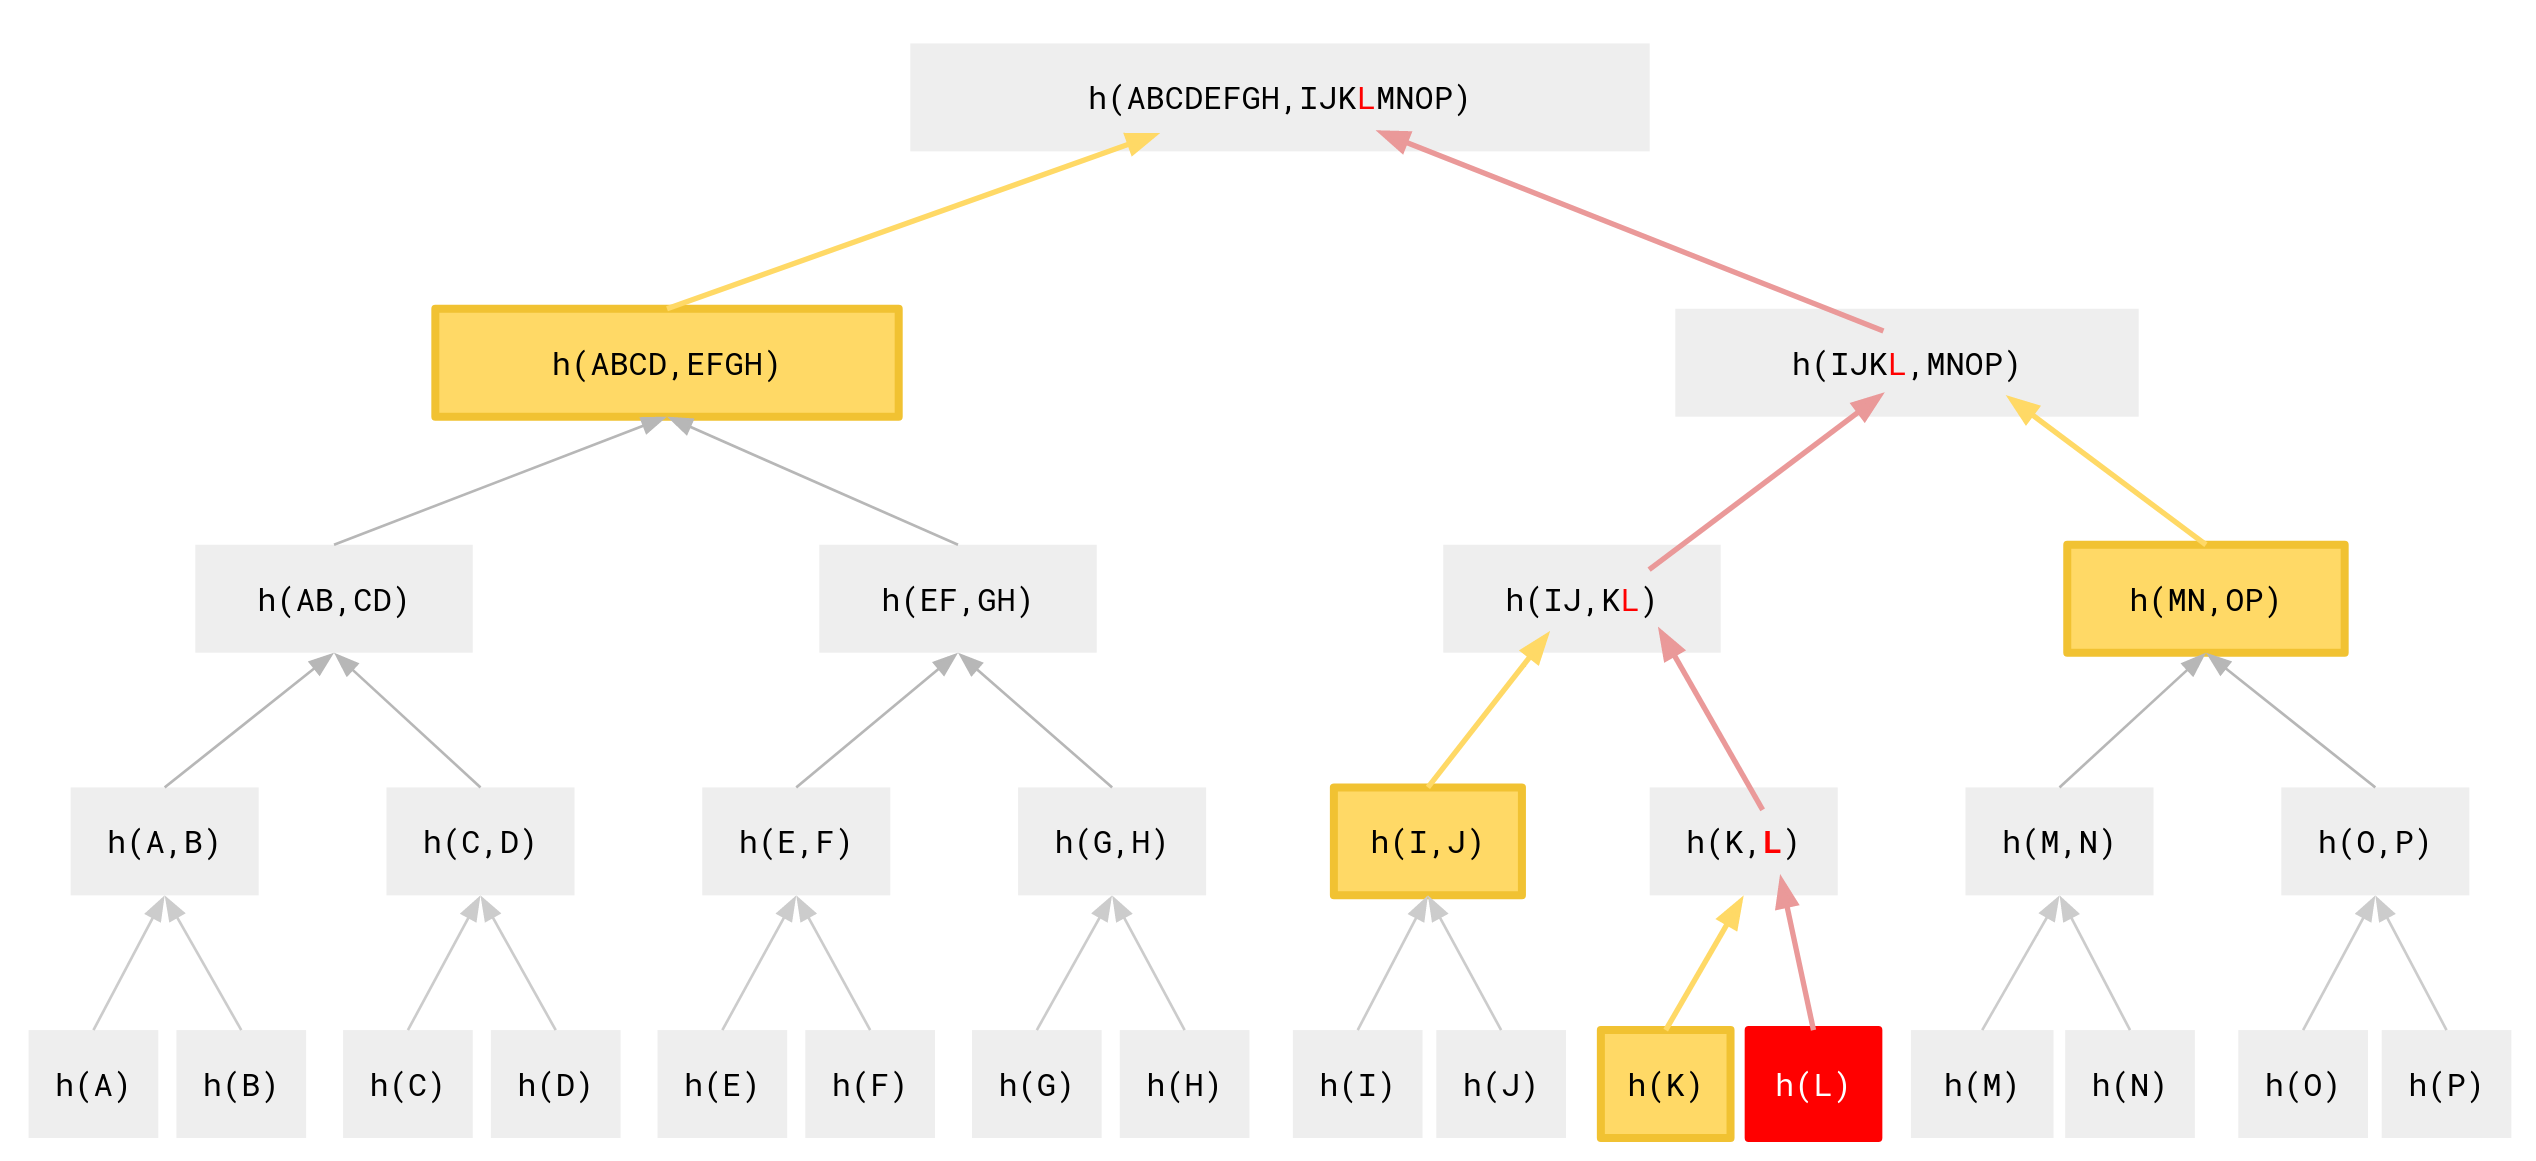 h(ABCDEFGH,IJKLMNOP)
h(ABCD,EFGH)
h(IJKL,MNOP)
h(AB,CD)
h(EF,GH)
h(IJ,KL)
h(MN,OP)
h(A,B)
h(C,D)
h(E,F)
h(G,H)
h(I,J)
h(K,L)
h(M,N)
h(O,P)
h(A)
h(B)
h(C)
h(D)
h(E)
h(F)
h(G)
h(H)
h(I)
h(J)
h(K)
h(L)
h(M)
h(N)
h(O)
h(P)